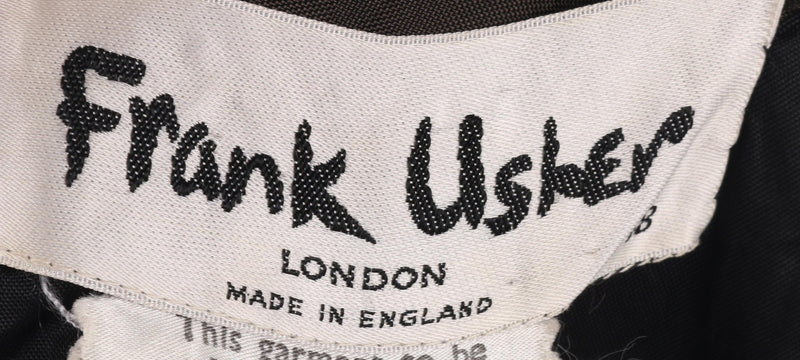 Frank Usher
LONDON
MADE IN ENGLAND
This garment to be